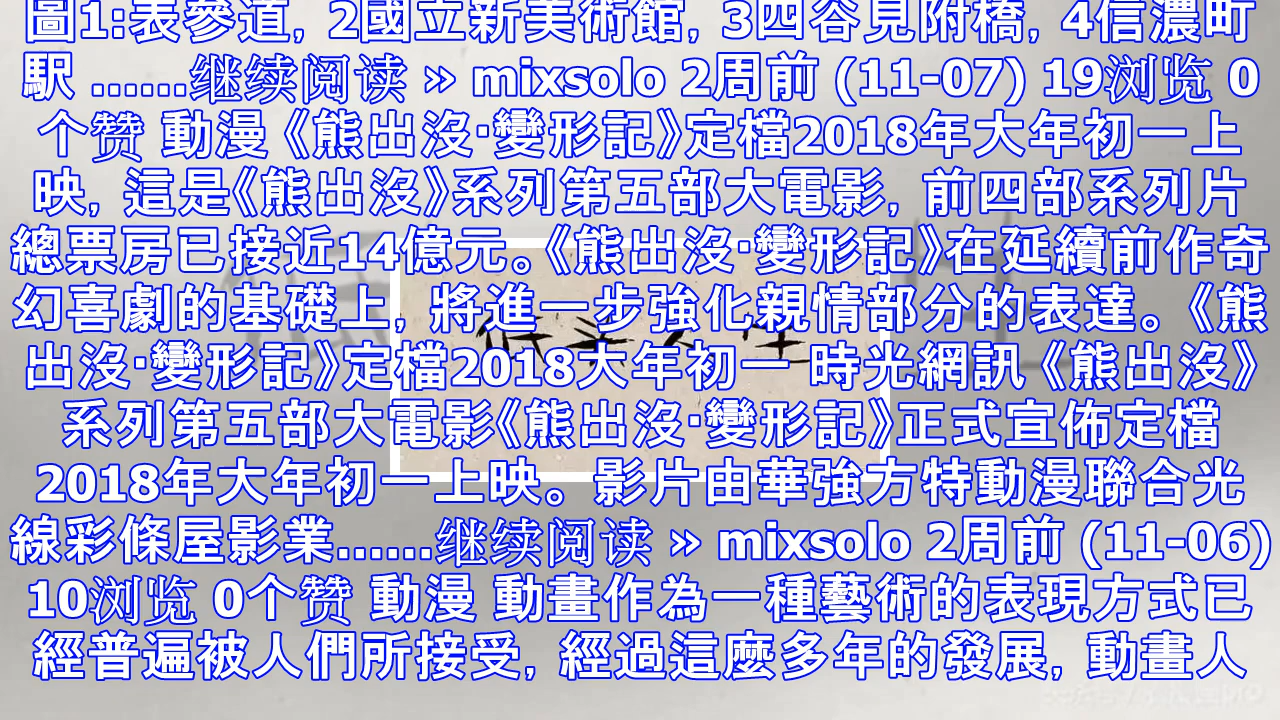 圖1:表參道, 2國立新美術館, 3四谷見附橋, 4信濃町
駅 ......继续阅读 » mixsolo 2周前 (11-07) 19浏览 0
个赞 動漫 《熊出沒·變形記》定檔2018年大年初一上
映, 這是《熊出沒》系列第五部大電影, 前四部系列片
總票房已接近14億元。《熊出沒·變形記》在延續前作奇
幻喜劇的基礎上, 將進一步強化親情部分的表達。 《熊
出沒·變形記》定檔2018大年初一 時光網訊 《熊出沒》
系列第五部大電影《熊出沒·變形記》正式宣佈定檔
2018年大年初一上映。 影片由華強方特動漫聯合光
線彩條屋影業......继续阅读 » mixsolo 2周前 (11-06)
10浏览 0个赞 動漫 動畫作為一種藝術的表現方式已
經普遍被人們所接受, 經過這麼多年的發展, 動畫人